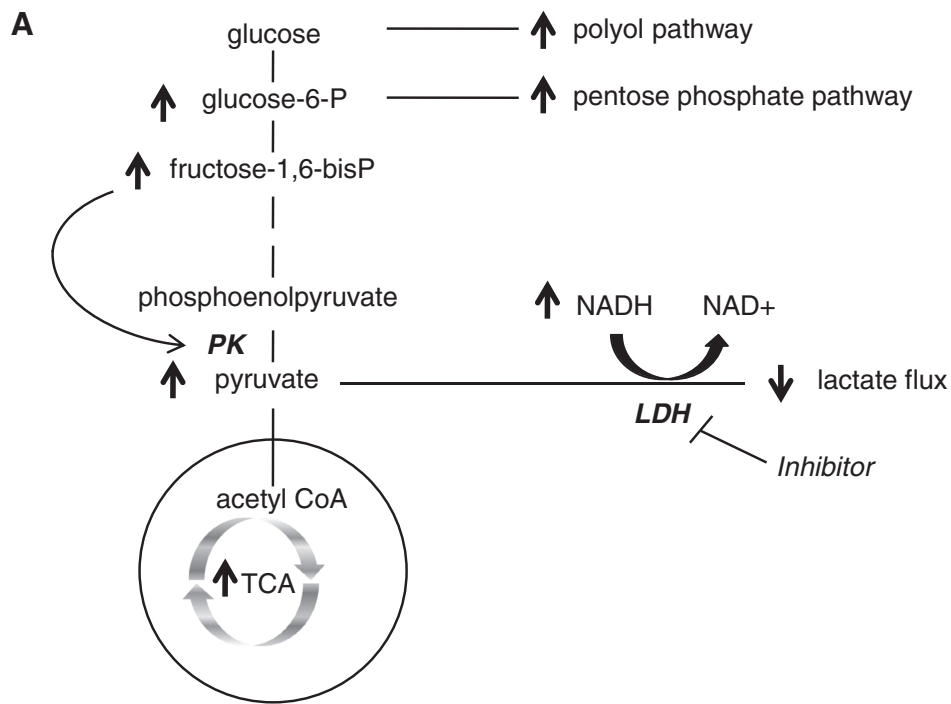 A
glucose
polyol pathway
glucose-6-P
pentose phosphate pathway
fructose-1,6-bisP
phosphoenolpyruvate
NADH
NAD+
PK
pyruvate
lactate flux
LDH
Inhibitor
acetyl CoA
TCA